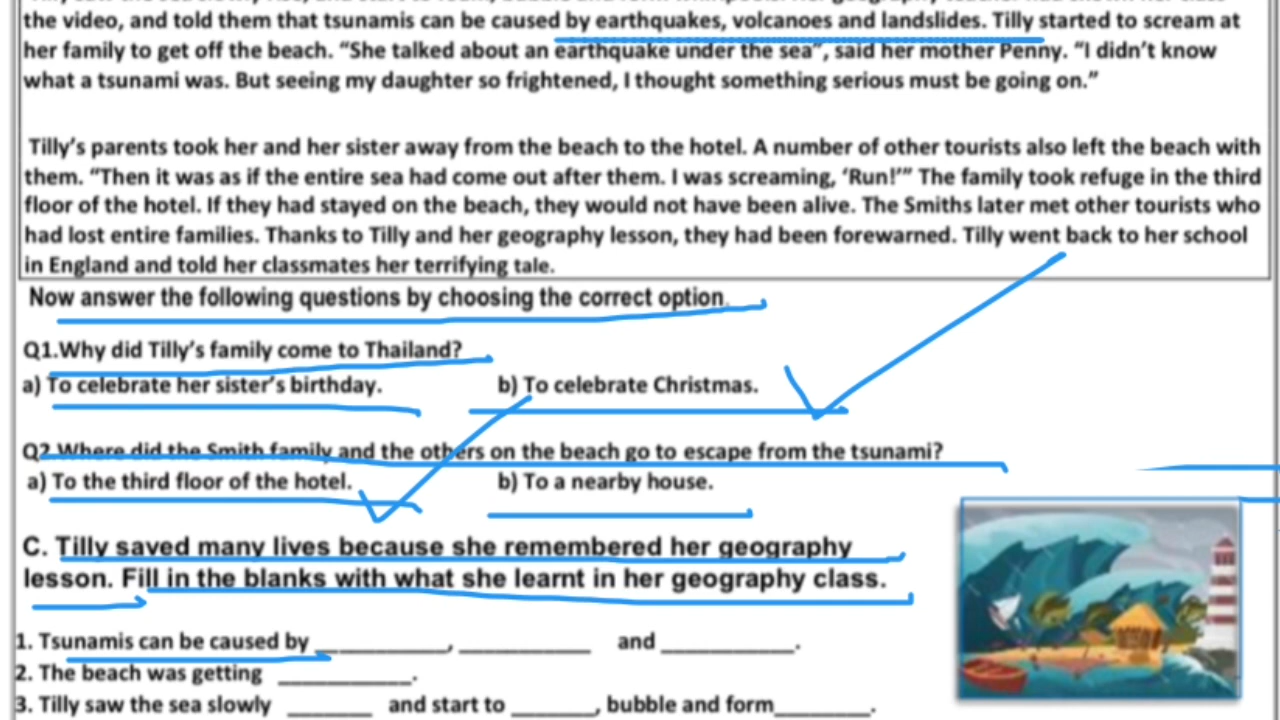 the video, and told them that tsunamis can be caused by earthquakes, volcanoes and landslides. Tilly started to scream at
her family to get off the beach. “She talked about an earthquake under the sea”, said her mother Penny. “I didn’t know
what a tsunami was. But seeing my daughter so frightened, I thought something serious must be going on.”
Tilly’s parents took her and her sister away from the beach to the hotel. A number of other tourists also left the beach with
them. “Then it was as if the entire sea had come out after them. I was screaming, ‘Run!’” The family took refuge in the third
floor of the hotel. If they had stayed on the beach, they would not have been alive. The Smiths later met other tourists who
had lost entire families. Thanks to Tilly and her geography lesson, they had been forewarned. Tilly went back to her school
in England and told her classmates her terrifying tale.
Now answer the following questions by choosing the correct option.
Q1.Why did Tilly’s family come to Thailand?
a) To celebrate her sister’s birthday. b) To celebrate Christmas.
Q2.Where did the Smith family and the others on the beach go to escape from the tsunami?
a) To the third floor of the hotel. b) To a nearby house.
C. Tilly saved many lives because she remembered her geography
lesson. Fill in the blanks with what she learnt in her geography class.
1. Tsunamis can be caused by ___________, ___________ and ___________.
2. The beach was getting ___________.
3. Tilly saw the sea slowly _______ and start to _______, bubble and form________.